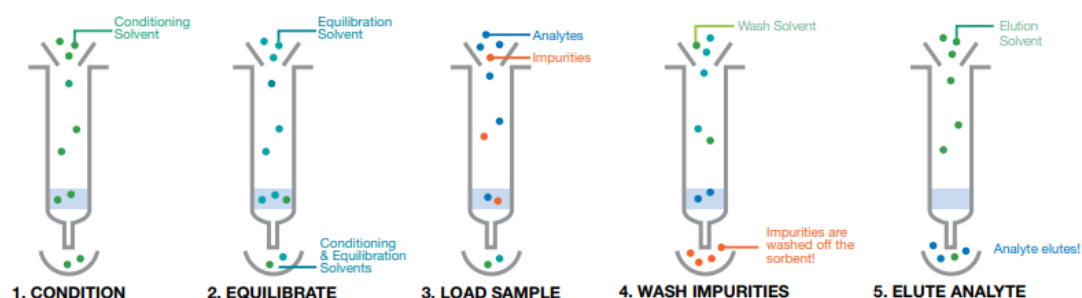 Conditioning
Solvent
Equilibration
Solvent
Analytes
Impurities
Wash Solvent
Elution
Solvent
Conditioning
& Equilibration
Solvents
Impurities are
washed off the
sorbent!
Analyte elutes!
1. CONDITION
2. EQUILIBRATE
3. LOAD SAMPLE
4. WASH IMPURITIES
5. ELUTE ANALYTE